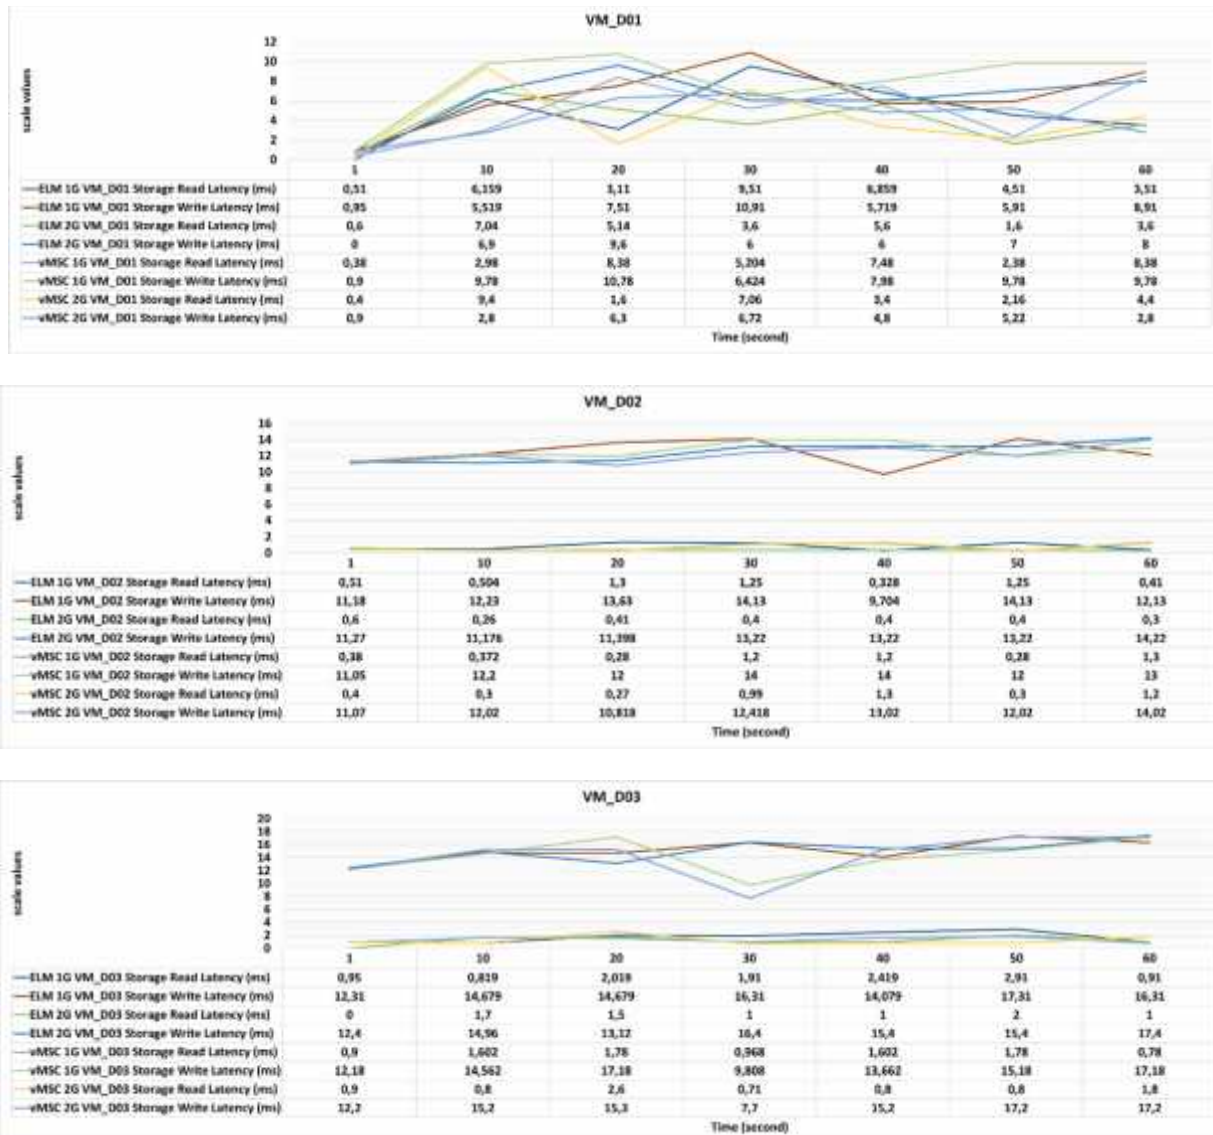 VM_D01
scale values
12
10
8
6
4
2
0
1 10 20 30 40 50 60
ELM 1G VM_D01 Storage Read Latency (ms) 0,51 6,159 3,11 9,51 6,859 4,51 3,51
ELM 1G VM_D01 Storage Write Latency (ms) 0,95 5,519 7,51 10,91 5,719 5,91 8,91
ELM 2G VM_D01 Storage Read Latency (ms) 0,6 7,04 5,14 3,6 5,6 1,6 3,6
ELM 2G VM_D01 Storage Write Latency (ms) 0 6,9 9,6 6 6 7 8
vMSC 1G VM_D01 Storage Read Latency (ms) 0,38 2,98 8,38 5,204 7,48 2,38 8,38
vMSC 1G VM_D01 Storage Write Latency (ms) 0,9 9,78 10,78 6,424 7,98 9,78 9,78
vMSC 2G VM_D01 Storage Read Latency (ms) 0,4 9,4 1,6 7,06 3,4 2,16 4,4
vMSC 2G VM_D01 Storage Write Latency (ms) 0,9 2,8 6,3 6,72 4,8 5,22 2,8
Time (second)
VM_D02
scale values
16
14
12
10
8
6
4
2
0
1 10 20 30 40 50 60
ELM 1G VM_D02 Storage Read Latency (ms) 0,51 0,504 1,3 1,25 0,328 1,25 0,41
ELM 1G VM_D02 Storage Write Latency (ms) 11,18 12,23 13,63 14,13 9,704 14,13 12,13
ELM 2G VM_D02 Storage Read Latency (ms) 0,6 0,26 0,41 0,4 0,4 0,4 0,3
ELM 2G VM_D02 Storage Write Latency (ms) 11,27 11,176 11,398 13,22 13,22 13,22 14,22
vMSC 1G VM_D02 Storage Read Latency (ms) 0,38 0,372 0,28 1,2 1,2 0,28 1,3
vMSC 1G VM_D02 Storage Write Latency (ms) 11,05 12,2 12 14 14 12 13
vMSC 2G VM_D02 Storage Read Latency (ms) 0,4 0,3 0,27 0,99 1,3 0,3 1,2
vMSC 2G VM_D02 Storage Write Latency (ms) 11,07 12,02 10,818 12,418 13,02 12,02 14,02
Time (second)
VM_D03
scale values
20
18
16
14
12
10
8
6
4
2
0
1 10 20 30 40 50 60
ELM 1G VM_D03 Storage Read Latency (ms) 0,95 0,819 2,019 1,91 2,419 2,91 0,91
ELM 1G VM_D03 Storage Write Latency (ms) 12,31 14,679 14,679 16,31 14,079 17,31 16,31
ELM 2G VM_D03 Storage Read Latency (ms) 0 1,7 1,5 1 1 2 1
ELM 2G VM_D03 Storage Write Latency (ms) 12,4 14,96 13,12 16,4 15,4 15,4 17,4
vMSC 1G VM_D03 Storage Read Latency (ms) 0,9 1,602 1,78 0,968 1,602 1,78 0,78
vMSC 1G VM_D03 Storage Write Latency (ms) 12,18 14,562 17,18 9,808 13,662 15,18 17,18
vMSC 2G VM_D03 Storage Read Latency (ms) 0,9 0,8 2,6 0,71 0,8 0,8 1,8
vMSC 2G VM_D03 Storage Write Latency (ms) 12,2 15,2 15,3 7,7 15,2 17,2 17,2
Time (second)